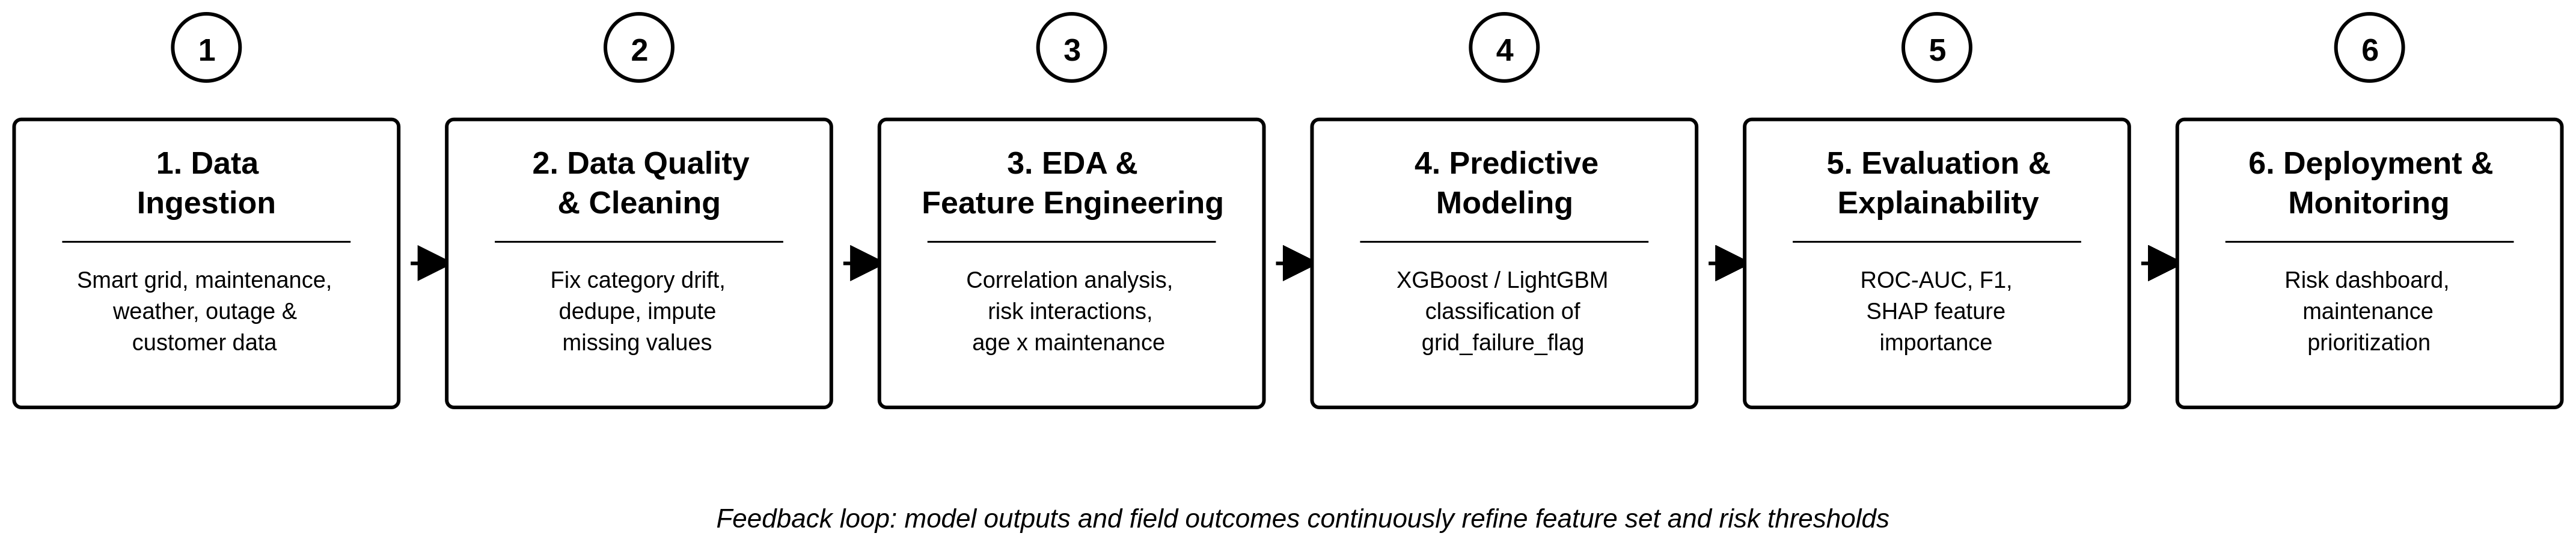 1
2
3
4
5
6
1. Data
Ingestion
Smart grid, maintenance,
weather, outage &
customer data
2. Data Quality
& Cleaning
Fix category drift,
dedupe, impute
missing values
3. EDA &
Feature Engineering
Correlation analysis,
risk interactions,
age x maintenance
4. Predictive
Modeling
XGBoost / LightGBM
classification of
grid_failure_flag
5. Evaluation &
Explainability
ROC-AUC, F1,
SHAP feature
importance
6. Deployment &
Monitoring
Risk dashboard,
maintenance
prioritization
Feedback loop: model outputs and field outcomes continuously refine feature set and risk thresholds